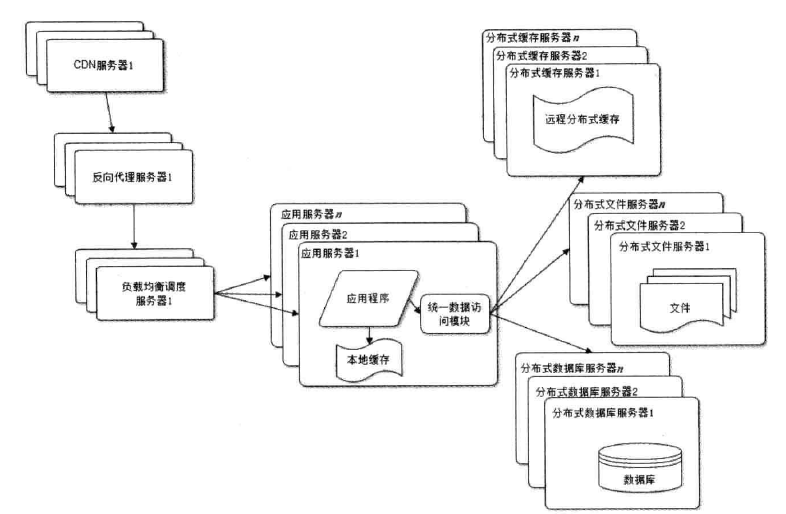 CDN服务器1
反向代理服务器1
负载均衡调度
服务器1
应用服务器n
应用服务器2
应用服务器1
应用程序
本地缓存
统一数据访
问模块
分布式缓存服务器n
分布式缓存服务器2
分布式缓存服务器1
远程分布式缓存
分布式文件服务器n
分布式文件服务器2
分布式文件服务器1
文件
分布式数据库服务器n
分布式数据库服务器2
分布式数据库服务器1
数据库